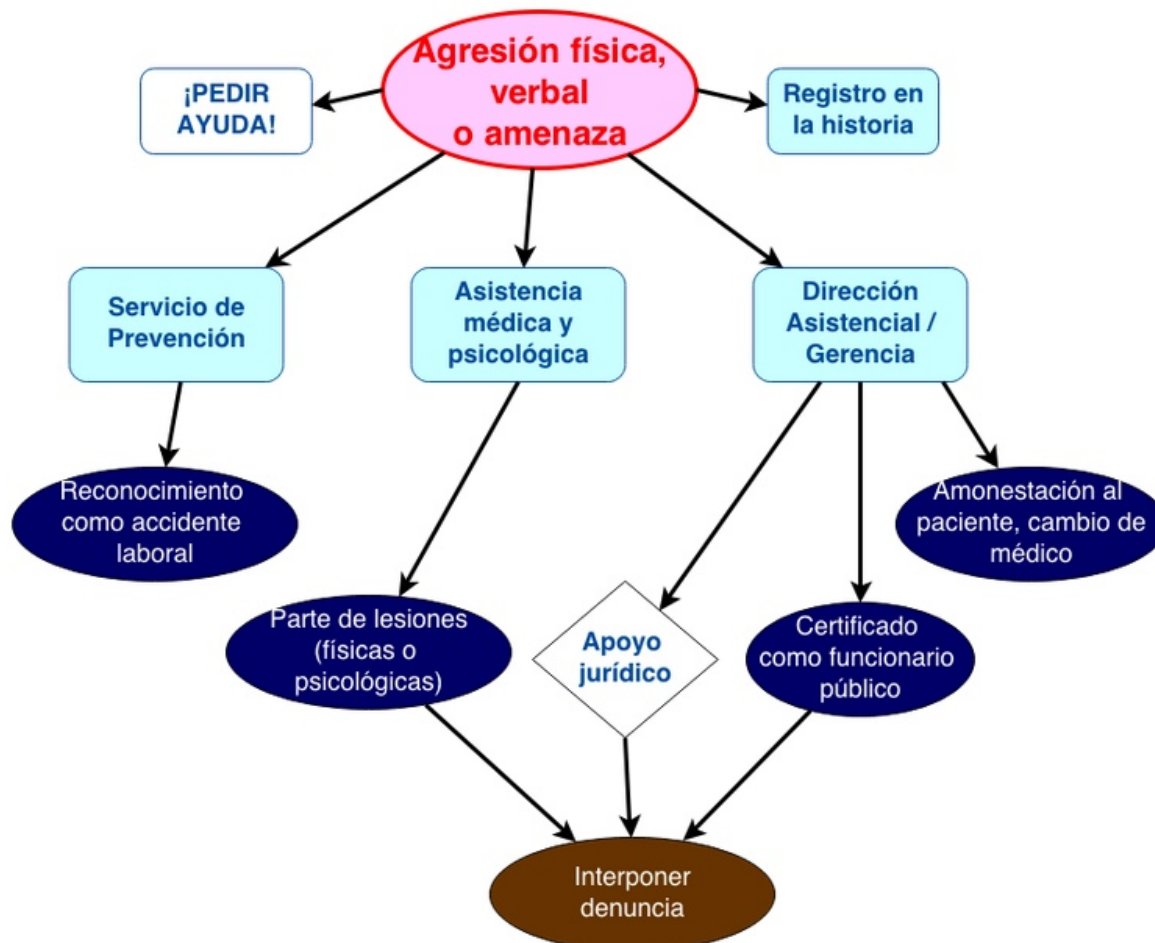 Agresión física,
verbal
o amenaza
¡PEDIR
AYUDA!
Registro en
la historia
Servicio de
Prevención
Asistencia
médica y
psicológica
Dirección
Asistencial /
Gerencia
Reconocimiento
como accidente
laboral
Amonestación al
paciente, cambio de
médico
Parte de lesiones
(físicas o
psicológicas)
Apoyo
jurídico
Certificado
como funcionario
público
Interponer
denuncia